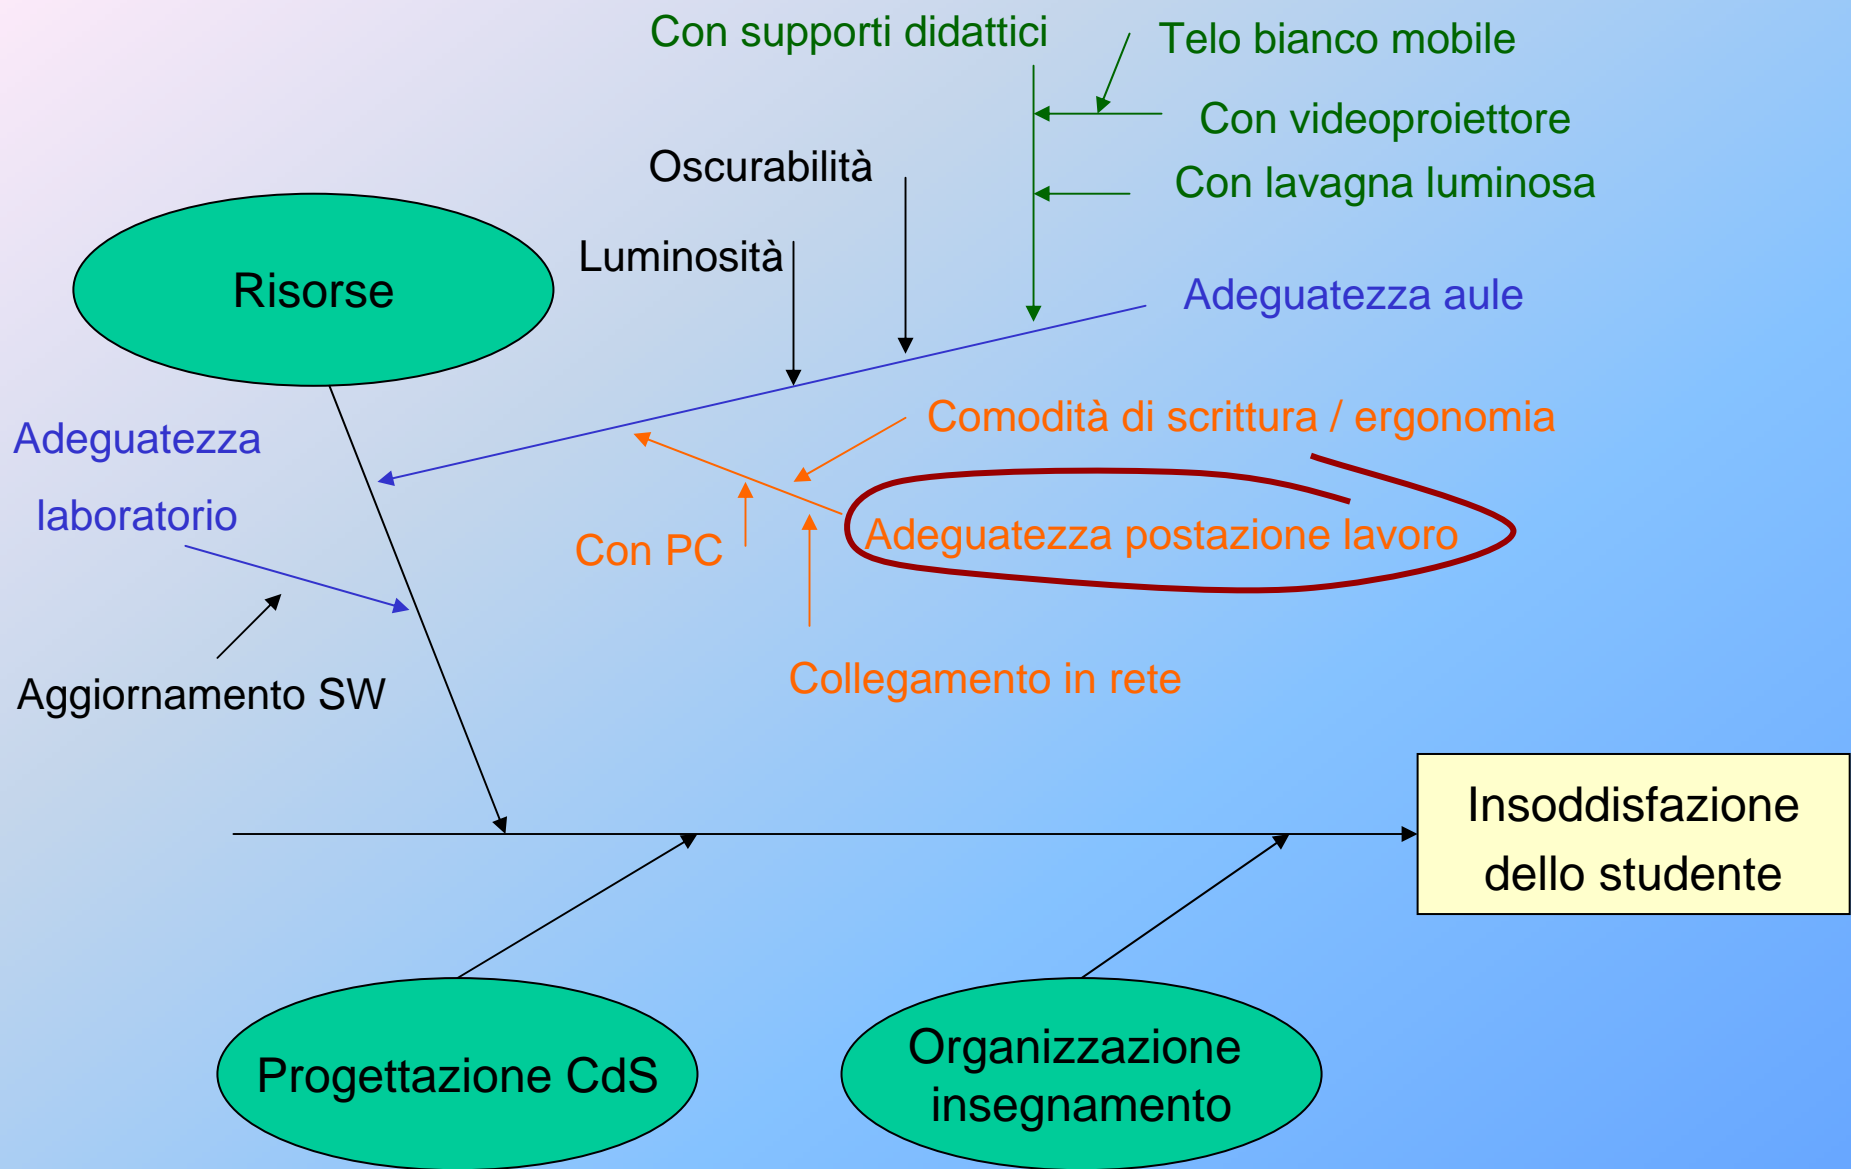 Con supporti didattici
Telo bianco mobile
Con videoproiettore
Oscurabilità
Con lavagna luminosa
Luminosità
Risorse
Adeguatezza aule
Comodità di scrittura / ergonomia
Adeguatezza
laboratorio
Adeguatezza postazione lavoro
Con PC
Collegamento in rete
Aggiornamento SW
Insoddisfazione
dello studente
Progettazione CdS
Organizzazione
insegnamento